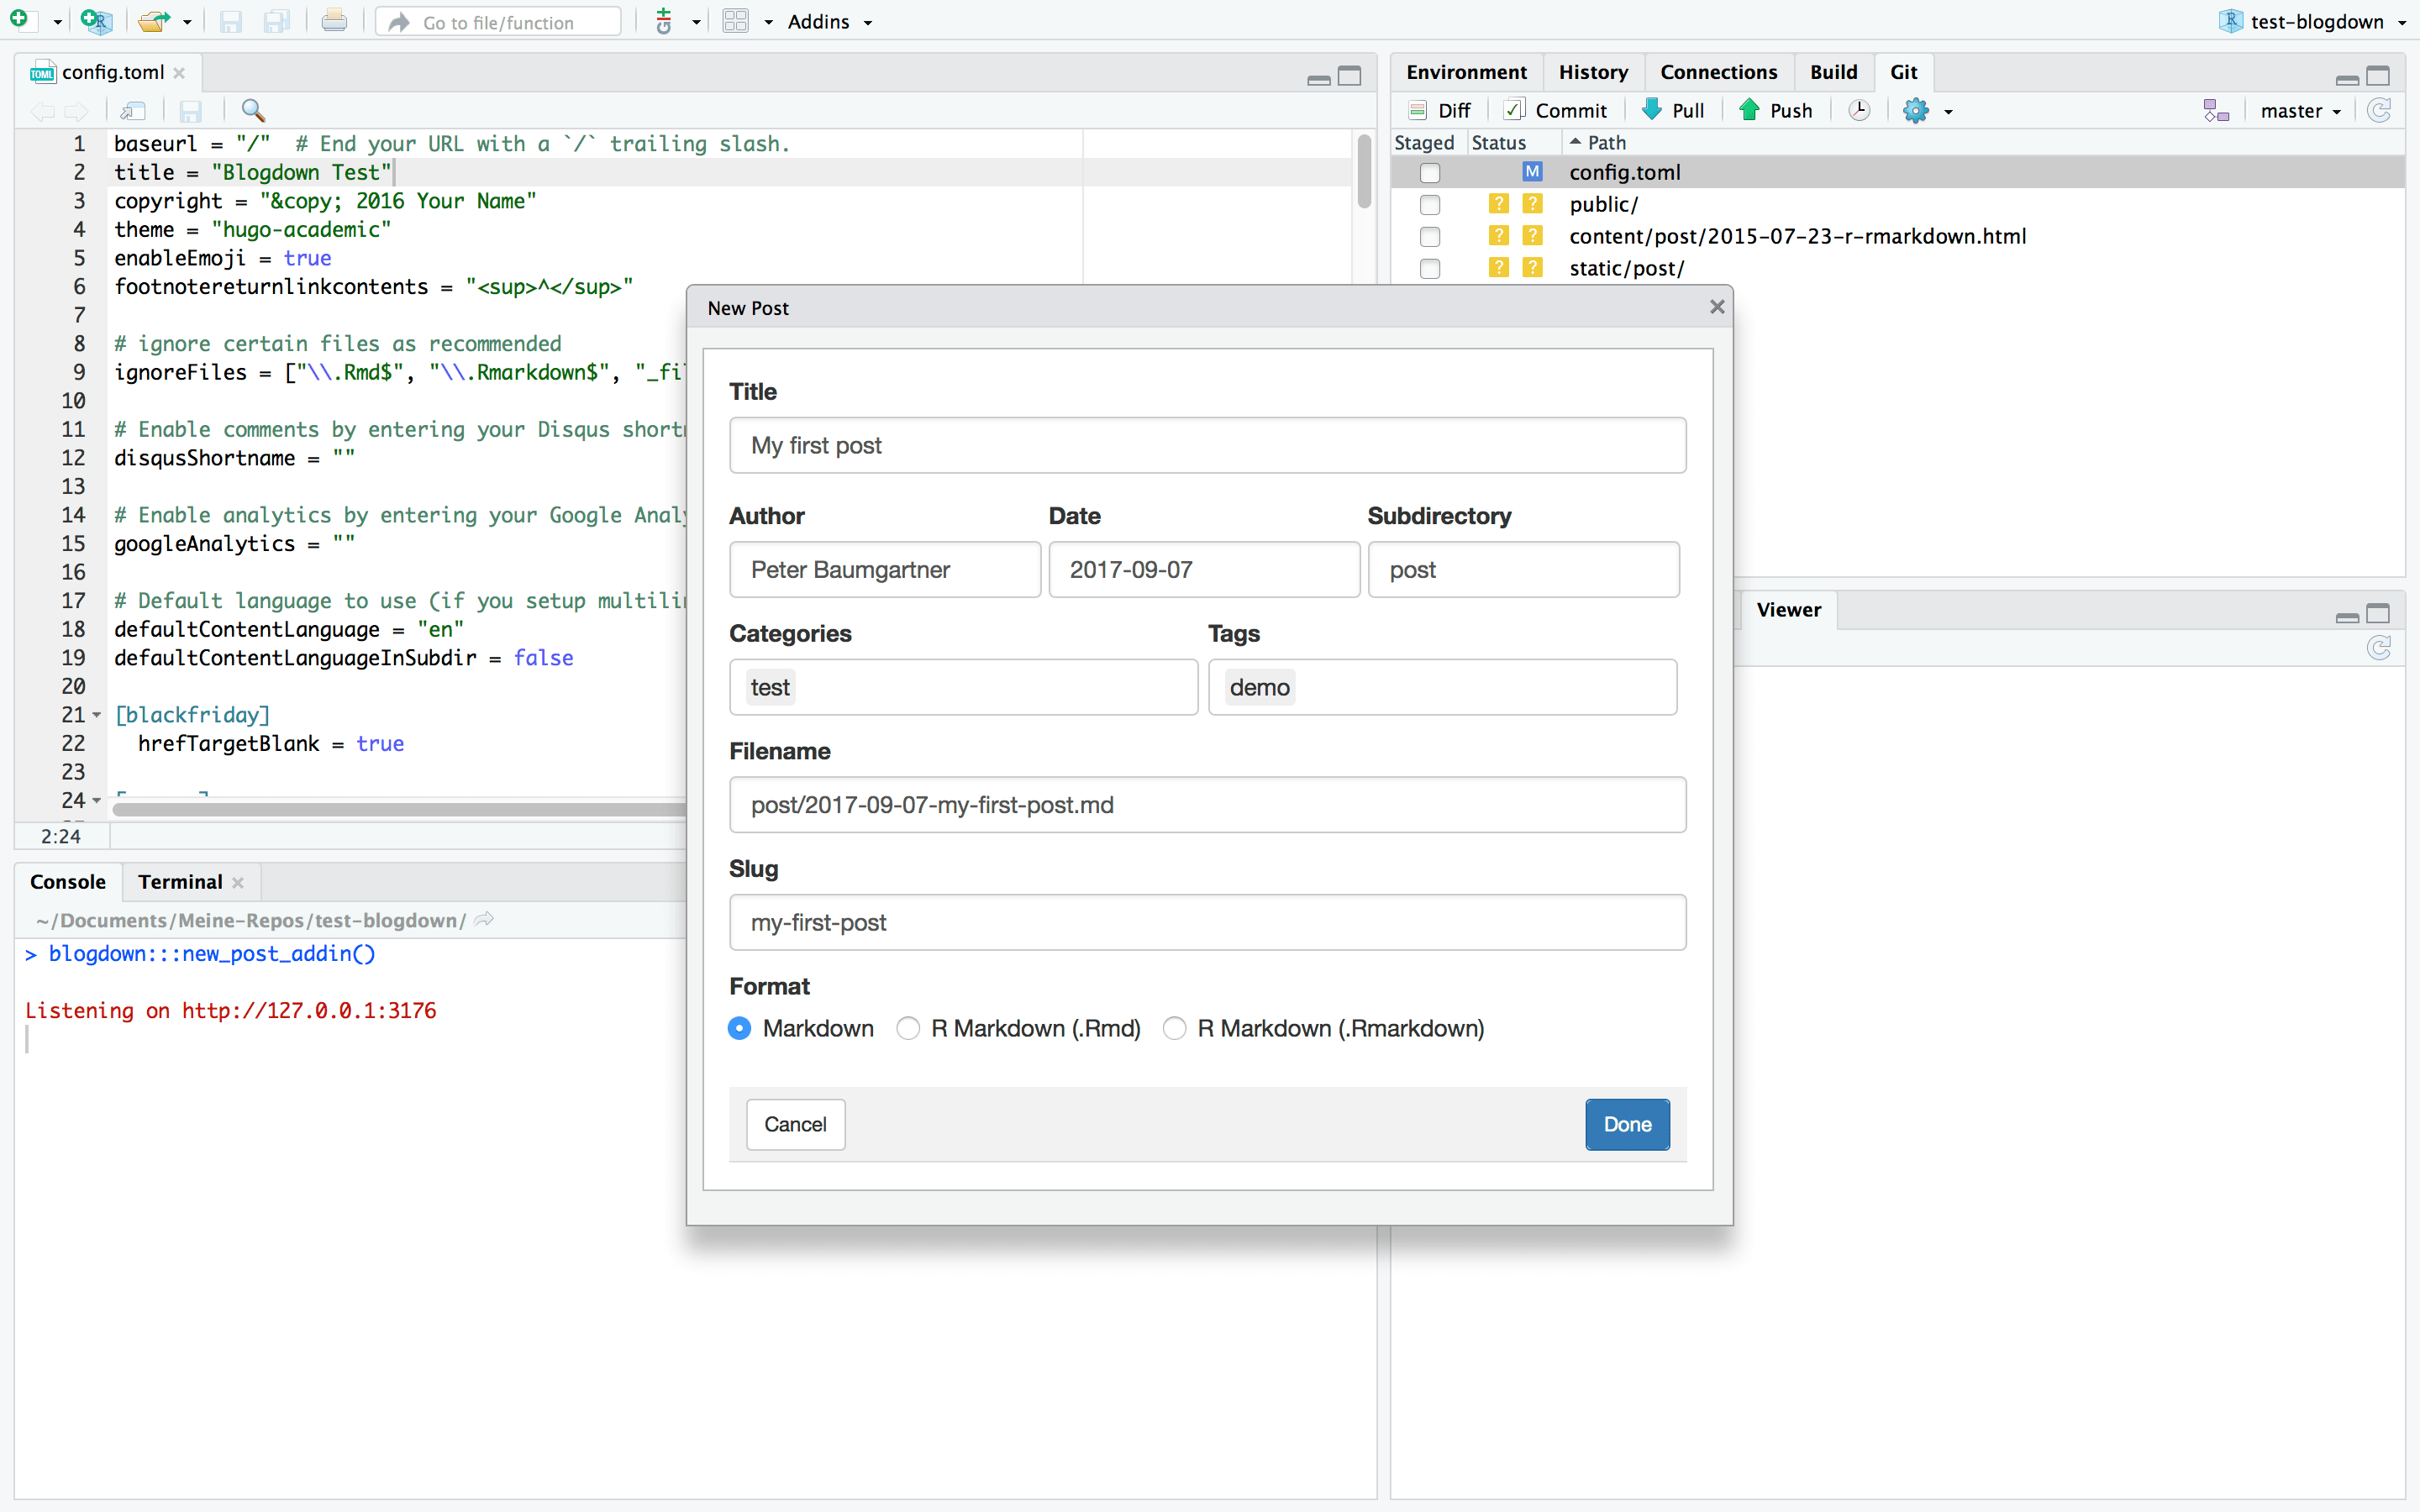 Go to file/function
Addins
test-blogdown
config.toml
1 baseurl = "/"  # End your URL with a `/` trailing slash.
2 title = "Blogdown Test"
3 copyright = "&copy; 2016 Your Name"
4 theme = "hugo-academic"
5 enableEmoji = true
6 footnotereturnlinkcontents = "<sup>^</sup>"
7
8 # ignore certain files as recommended
9 ignoreFiles = ["\\.Rmd$", "\\.Rmarkdown$", "_fi
10
11 # Enable comments by entering your Disqus short
12 disqusShortname = ""
13
14 # Enable analytics by entering your Google Anal
15 googleAnalytics = ""
16
17 # Default language to use (if you setup multili
18 defaultContentLanguage = "en"
19 defaultContentLanguageInSubdir = false
20
21 [blackfriday]
22   hrefTargetBlank = true
23
24
2:24
Console Terminal
~/Documents/Meine-Repos/test-blogdown/
> blogdown:::new_post_addin()
Listening on http://127.0.0.1:3176
Environment History Connections Build Git
Diff Commit Pull Push master
Staged Status Path
M config.toml
? ? public/
? ? content/post/2015-07-23-r-rmarkdown.html
? ? static/post/
Viewer
New Post
Title
My first post
Author Date Subdirectory
Peter Baumgartner 2017-09-07 post
Categories Tags
test demo
Filename
post/2017-09-07-my-first-post.md
Slug
my-first-post
Format
Markdown R Markdown (.Rmd) R Markdown (.Rmarkdown)
Cancel Done